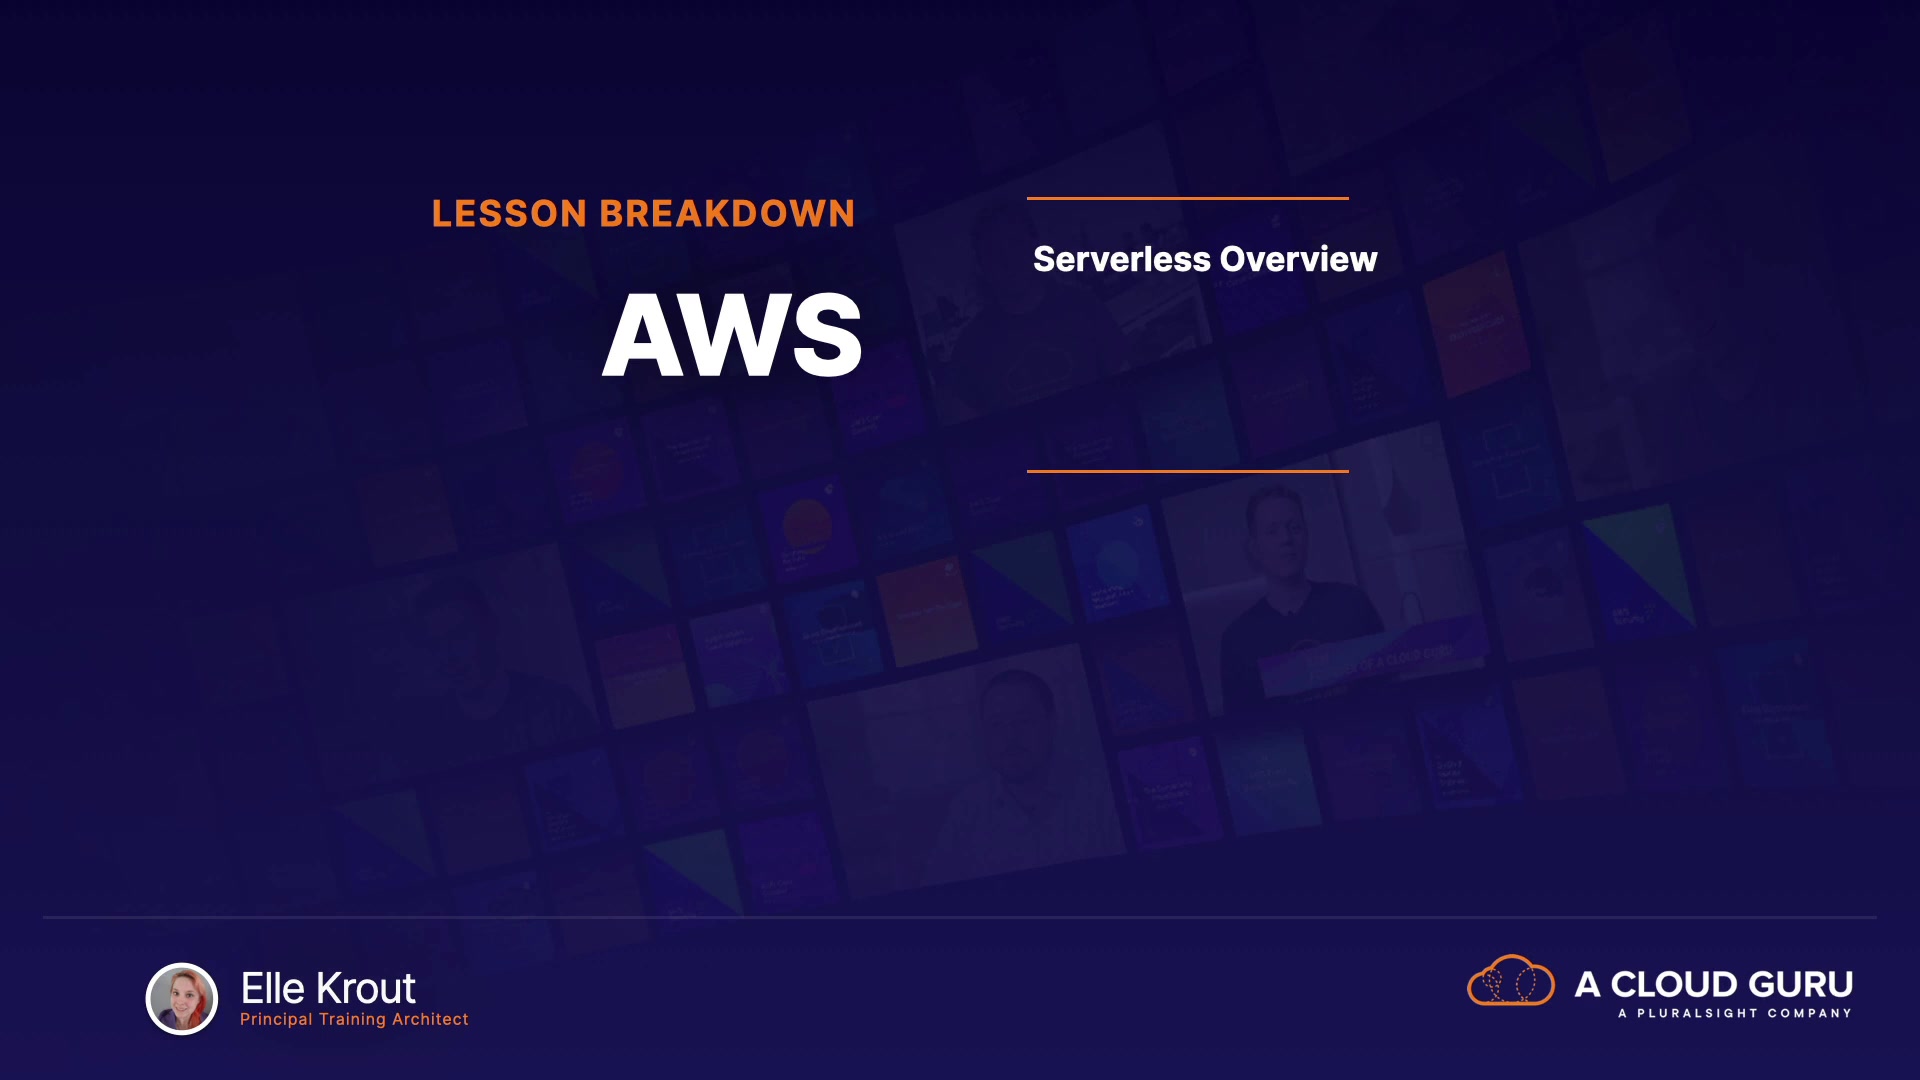 LESSON BREAKDOWN
AWS
Serverless Overview
Elle Krout
Principal Training Architect
A CLOUD GURU
A PLURALSIGHT COMPANY